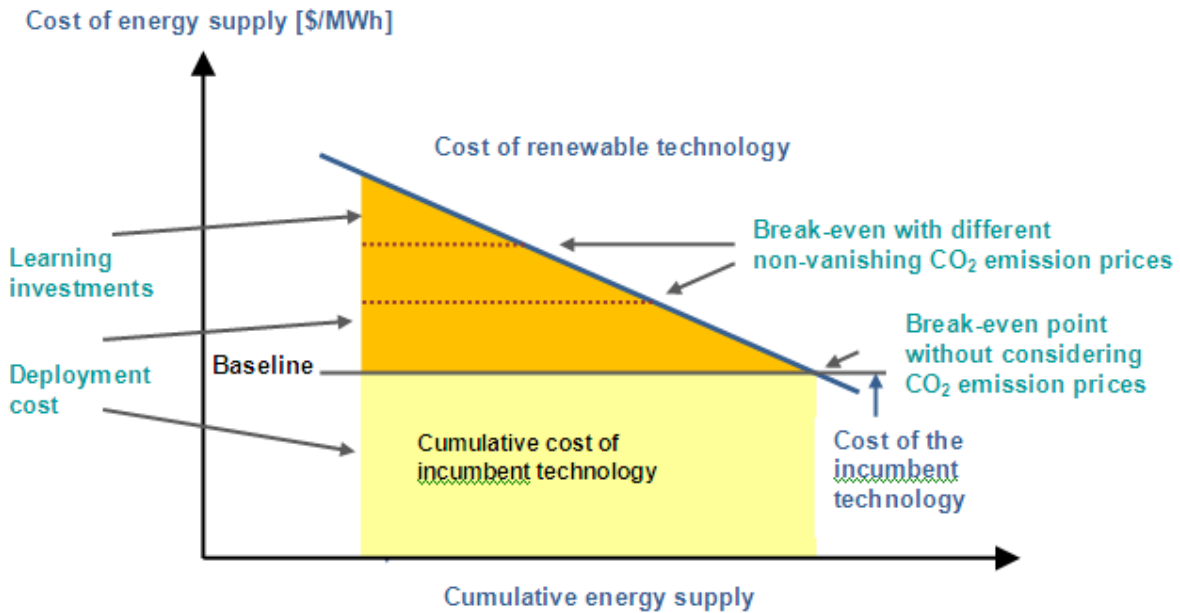 Cost of energy supply [$/MWh]
Cost of renewable technology
Learning
investments
Break-even with different
non-vanishing CO₂ emission prices
Deployment
cost
Baseline
Break-even point
without considering
CO₂ emission prices
Cumulative cost of
incumbent technology
Cost of the
incumbent
technology
Cumulative energy supply